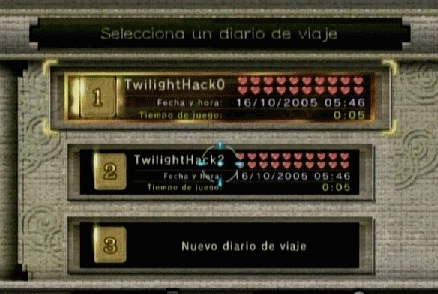 Selecciona un diario de viaje
1
TwilightHack0
Fecha y hora: 16/10/2005 05:46
Tiempo de juego: 0:05
2
TwilightHack2
Fecha y hora: 16/10/2005 05:46
Tiempo de juego: 0:05
3
Nuevo diario de viaje